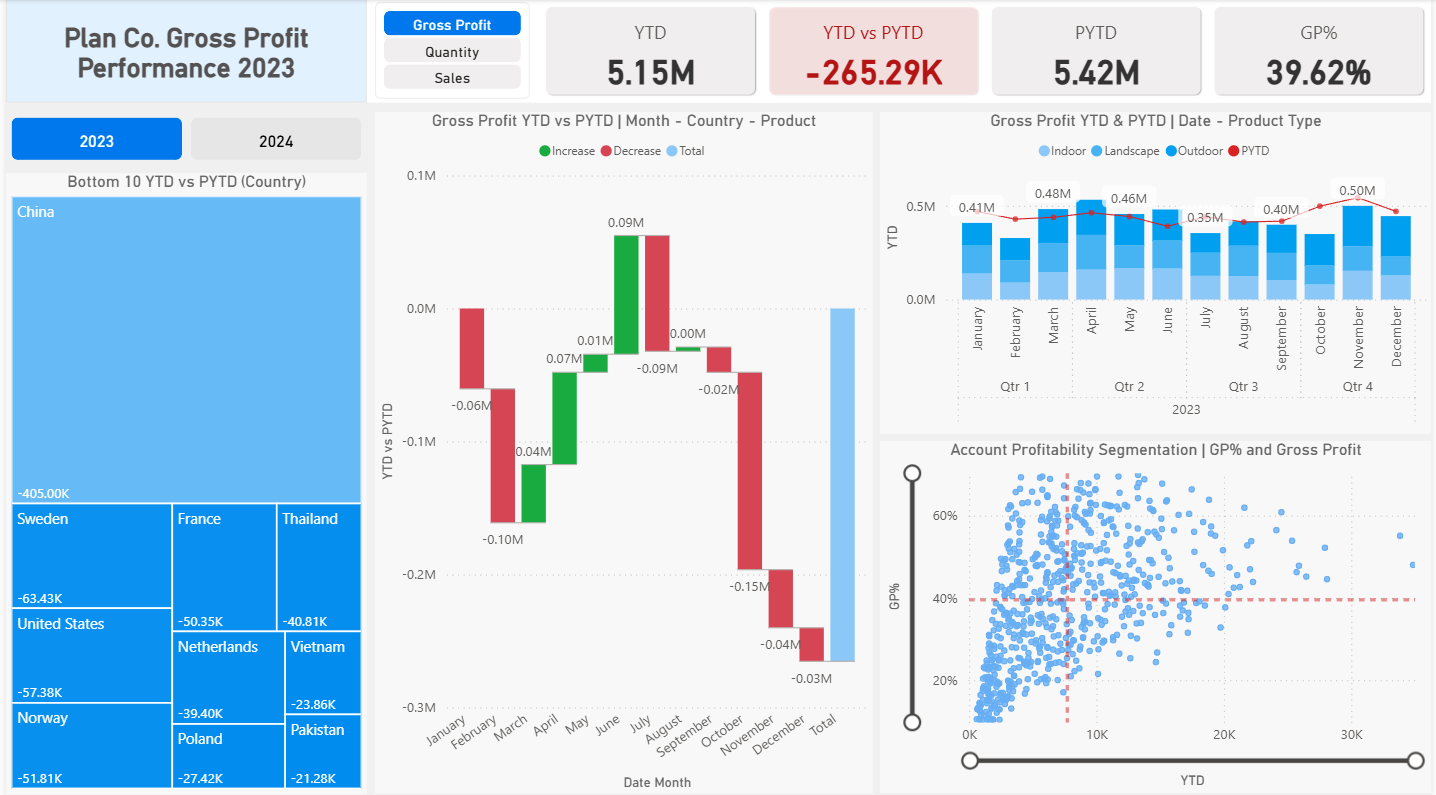 Plan Co. Gross Profit
Performance 2023
Gross Profit
Quantity
Sales
YTD
5.15M
YTD vs PYTD
-265.29K
PYTD
5.42M
GP%
39.62%
2023
2024
Bottom 10 YTD vs PYTD (Country)
China
-405.00K
Sweden
-63.43K
United States
-57.38K
Norway
-51.81K
France
-50.35K
Thailand
-40.81K
Netherlands
-39.40K
Poland
-27.42K
Vietnam
-23.86K
Pakistan
-21.28K
Gross Profit YTD vs PYTD | Month - Country - Product
Increase
Decrease
Total
YTD vs PYTD
0.1M
0.0M
-0.1M
-0.2M
-0.3M
-0.06M
-0.10M
0.04M
0.07M
0.01M
0.09M
-0.09M
0.00M
-0.02M
-0.15M
-0.04M
-0.03M
January
February
March
April
May
June
July
August
September
October
November
December
Total
Date Month
Gross Profit YTD & PYTD | Date - Product Type
Indoor
Landscape
Outdoor
PYTD
YTD
0.5M
0.0M
0.41M
0.48M
0.46M
0.35M
0.40M
0.50M
January
February
March
April
May
June
July
August
September
October
November
December
Qtr 1
Qtr 2
Qtr 3
Qtr 4
2023
Account Profitability Segmentation | GP% and Gross Profit
GP%
60%
40%
20%
0K
10K
20K
30K
YTD